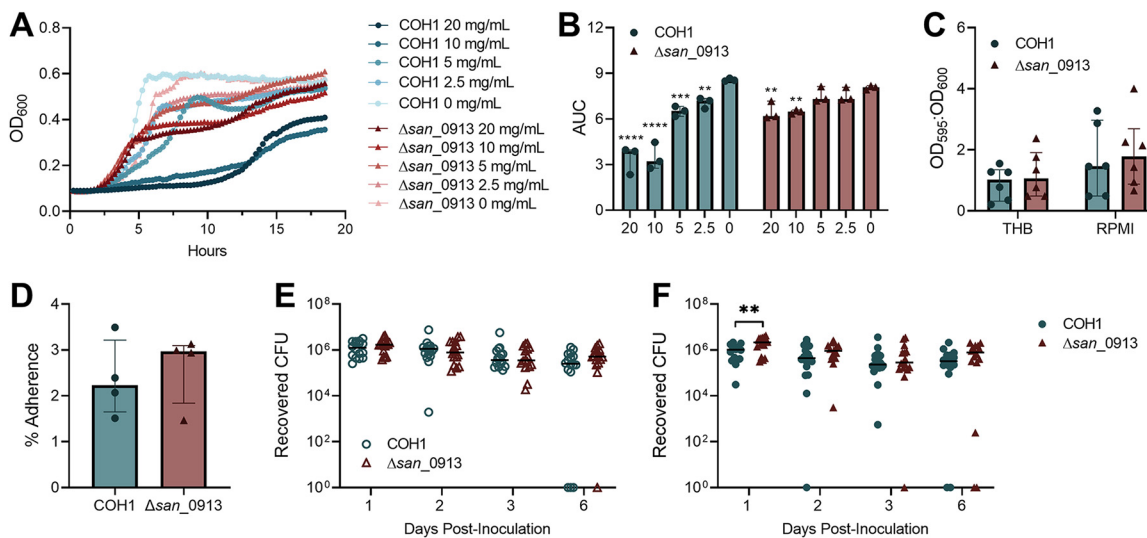 A
OD600
0.8
0.6
0.4
0.2
0.0
0 5 10 15 20
Hours
COH1 20 mg/mL
COH1 10 mg/mL
COH1 5 mg/mL
COH1 2.5 mg/mL
COH1 0 mg/mL
Δsan_0913 20 mg/mL
Δsan_0913 10 mg/mL
Δsan_0913 5 mg/mL
Δsan_0913 2.5 mg/mL
Δsan_0913 0 mg/mL
B
AUC
12
9
6
3
0
COH1
Δsan_0913
**** **** *** ** ** **
20 10 5 2.5 0 20 10 5 2.5 0
C
OD595:OD600
6
4
2
0
COH1
Δsan_0913
THB RPMI
D
% Adherence
4
3
2
1
0
COH1 Δsan_0913
E
Recovered CFU
10^8
10^6
10^4
10^2
10^0
COH1
Δsan_0913
1 2 3 6
Days Post-Inoculation
F
Recovered CFU
10^8
10^6
10^4
10^2
10^0
**
COH1
Δsan_0913
1 2 3 6
Days Post-Inoculation